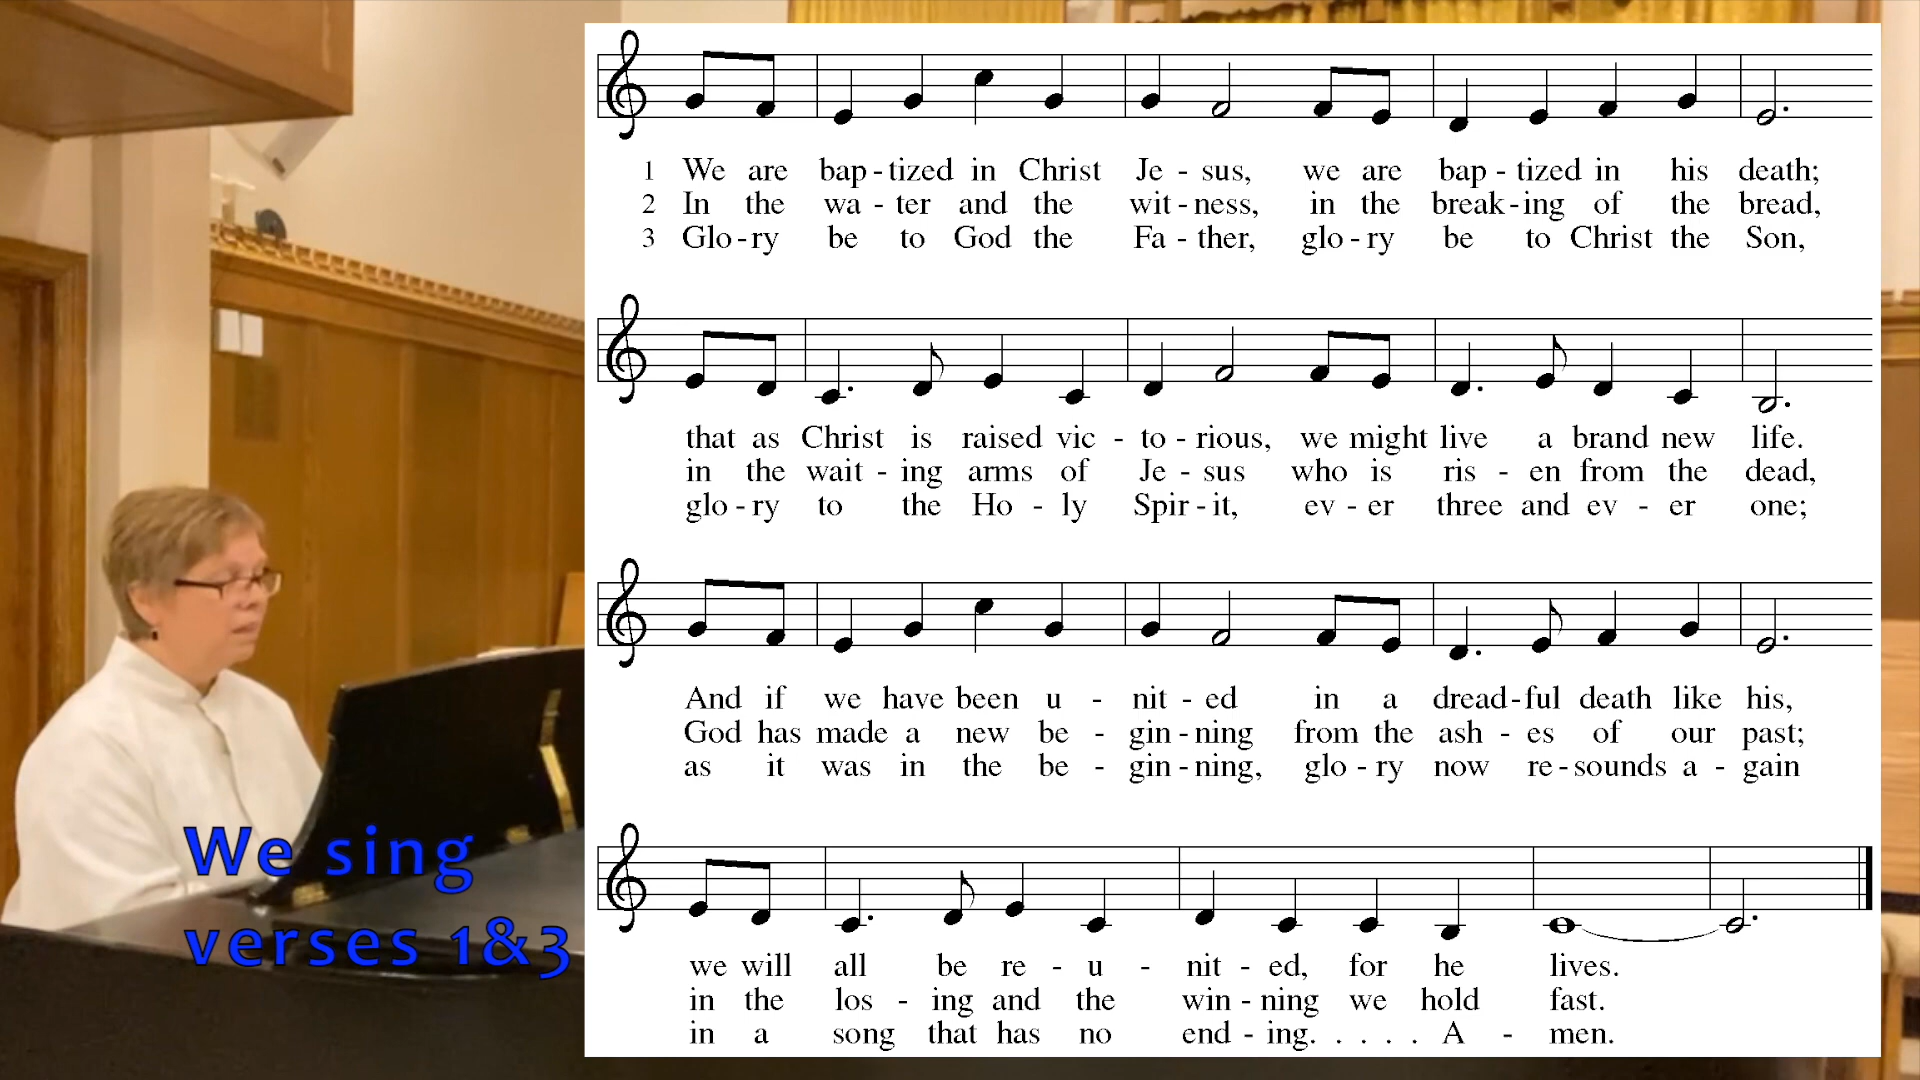 1 We are bap - tized in Christ Je - sus, we are bap - tized in his death;
2 In the wa - ter and the wit - ness, in the break - ing of the bread,
3 Glo - ry be to God the Fa - ther, glo - ry be to Christ the Son,
that as Christ is raised vic - to - rious, we might live a brand new life.
in the wait - ing arms of Je - sus who is ris - en from the dead,
glo - ry to the Ho - ly Spir - it, ev - er three and ev - er one;
And if we have been u - nit - ed in a dread - ful death like his,
God has made a new be - gin - ning from the ash - es of our past;
as it was in the be - gin - ning, glo - ry now re - sounds a - gain
we will all be re - u - nit - ed, for he lives.
in the los - ing and the win - ning we hold fast.
in a song that has no end - ing. . . . . A - men.
We sing
verses 1&3